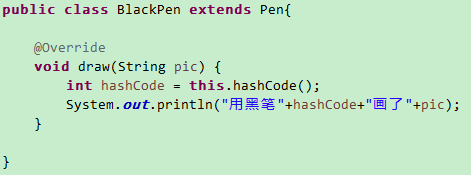 public class BlackPen extends Pen{
@Override
void draw(String pic) {
int hashCode = this.hashCode();
System.out.println("用黑笔"+hashCode+"画了"+pic);
}
}